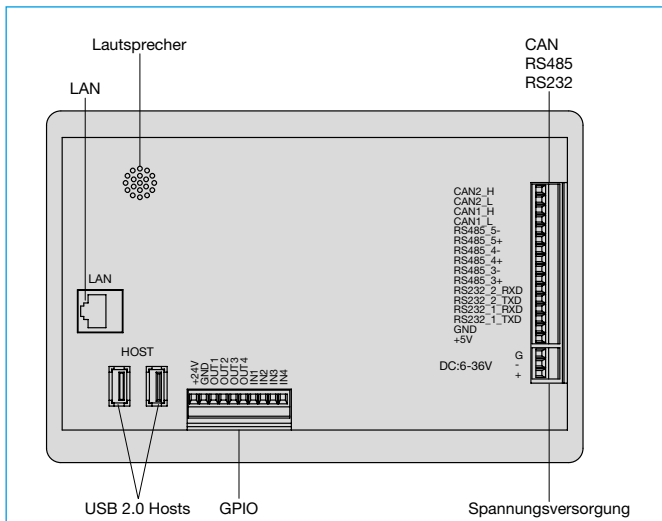 Lautsprecher
CAN
RS485
RS232
LAN
CAN2_H
CAN2_L
CAN1_H
CAN1_L
RS485_5-
RS485_5+
RS485_4-
RS485_4+
RS485_3-
RS485_3+
RS232_2_RXD
RS232_2_TXD
RS232_1_RXD
RS232_1_TXD
GND
+5V
LAN
HOST
+24V
GND
OUT1
OUT2
OUT3
OUT4
IN1
IN2
IN3
IN4
G
DC:6-36V -
+
USB 2.0 Hosts
GPIO
Spannungsversorgung